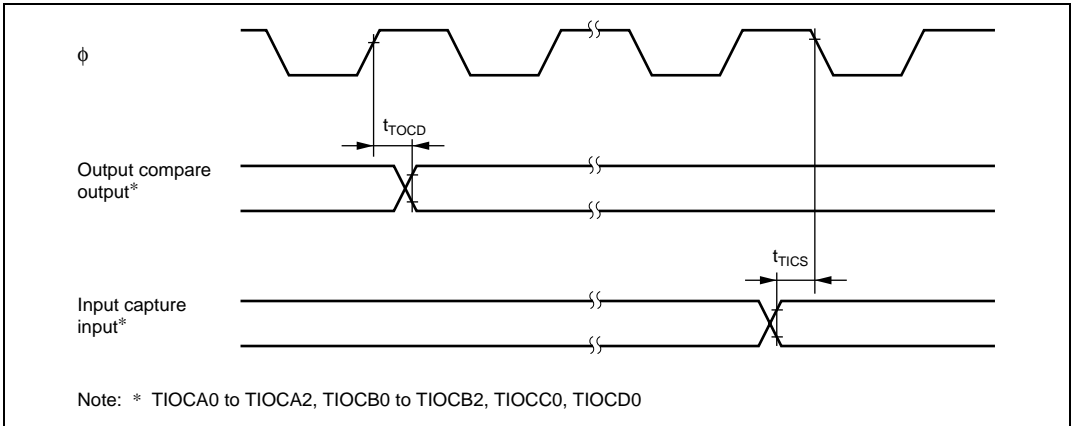 ϕ
tTOCD
Output compare
output*
tTICS
Input capture
input*
Note: * TIOCA0 to TIOCA2, TIOCB0 to TIOCB2, TIOCC0, TIOCD0